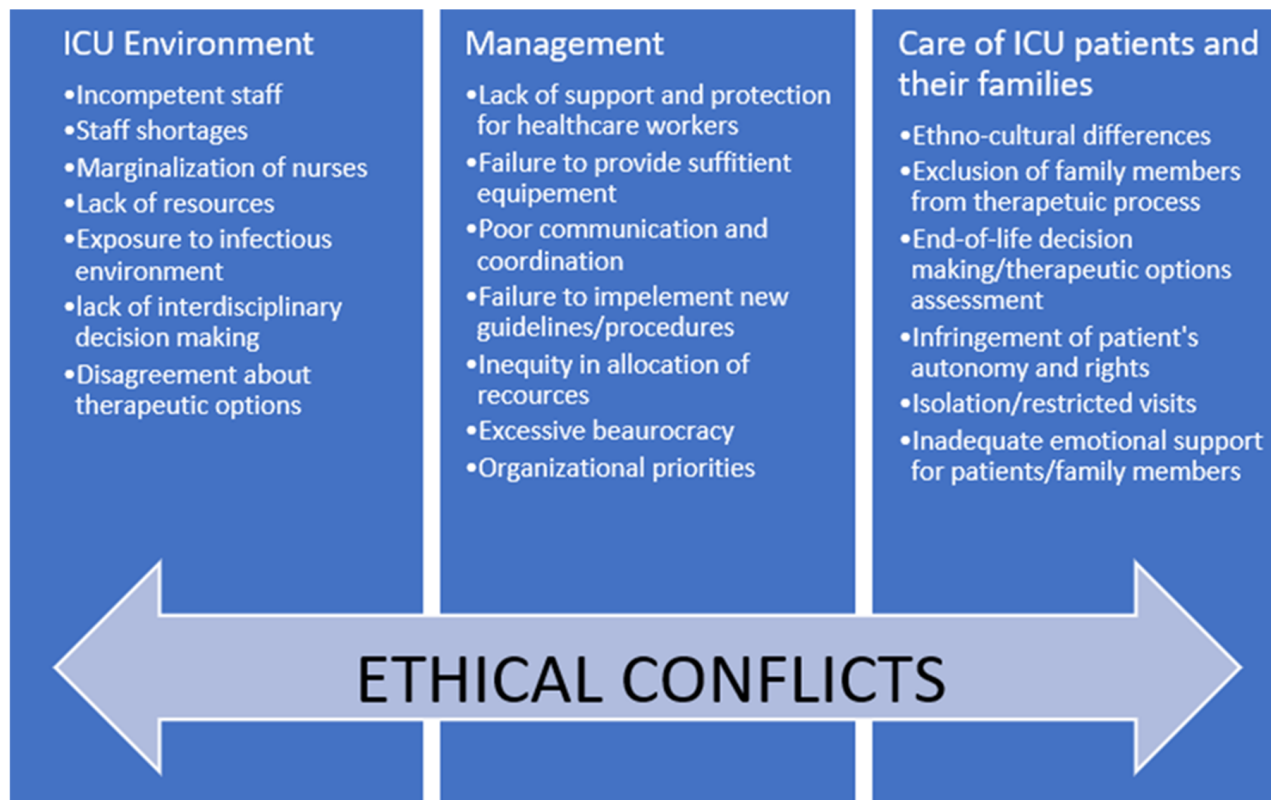 ICU Environment
•Incompetent staff
•Staff shortages
•Marginalization of nurses
•Lack of resources
•Exposure to infectious
environment
•lack of interdisciplinary
decision making
•Disagreement about
therapeutic options
Management
•Lack of support and protection
for healthcare workers
•Failure to provide suffitient
equipement
•Poor communication and
coordination
•Failure to impelement new
guidelines/procedures
•Inequity in allocation of
recources
•Excessive beaurocracy
•Organizational priorities
Care of ICU patients and
their families
•Ethno-cultural differences
•Exclusion of family members
from therapetuic process
•End-of-life decision
making/therapeutic options
assessment
•Infringement of patient's
autonomy and rights
•Isolation/restricted visits
•Inadequate emotional support
for patients/family members
ETHICAL CONFLICTS